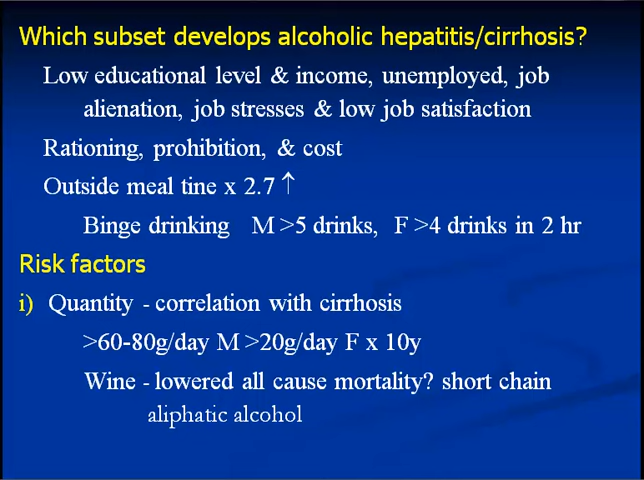 Which subset develops alcoholic hepatitis/cirrhosis?
Low educational level & income, unemployed, job
alienation, job stresses & low job satisfaction
Rationing, prohibition, & cost
Outside meal tine x 2.7 ↑
Binge drinking M >5 drinks, F >4 drinks in 2 hr
Risk factors
i) Quantity - correlation with cirrhosis
>60-80g/day M >20g/day F x 10y
Wine - lowered all cause mortality? short chain
aliphatic alcohol